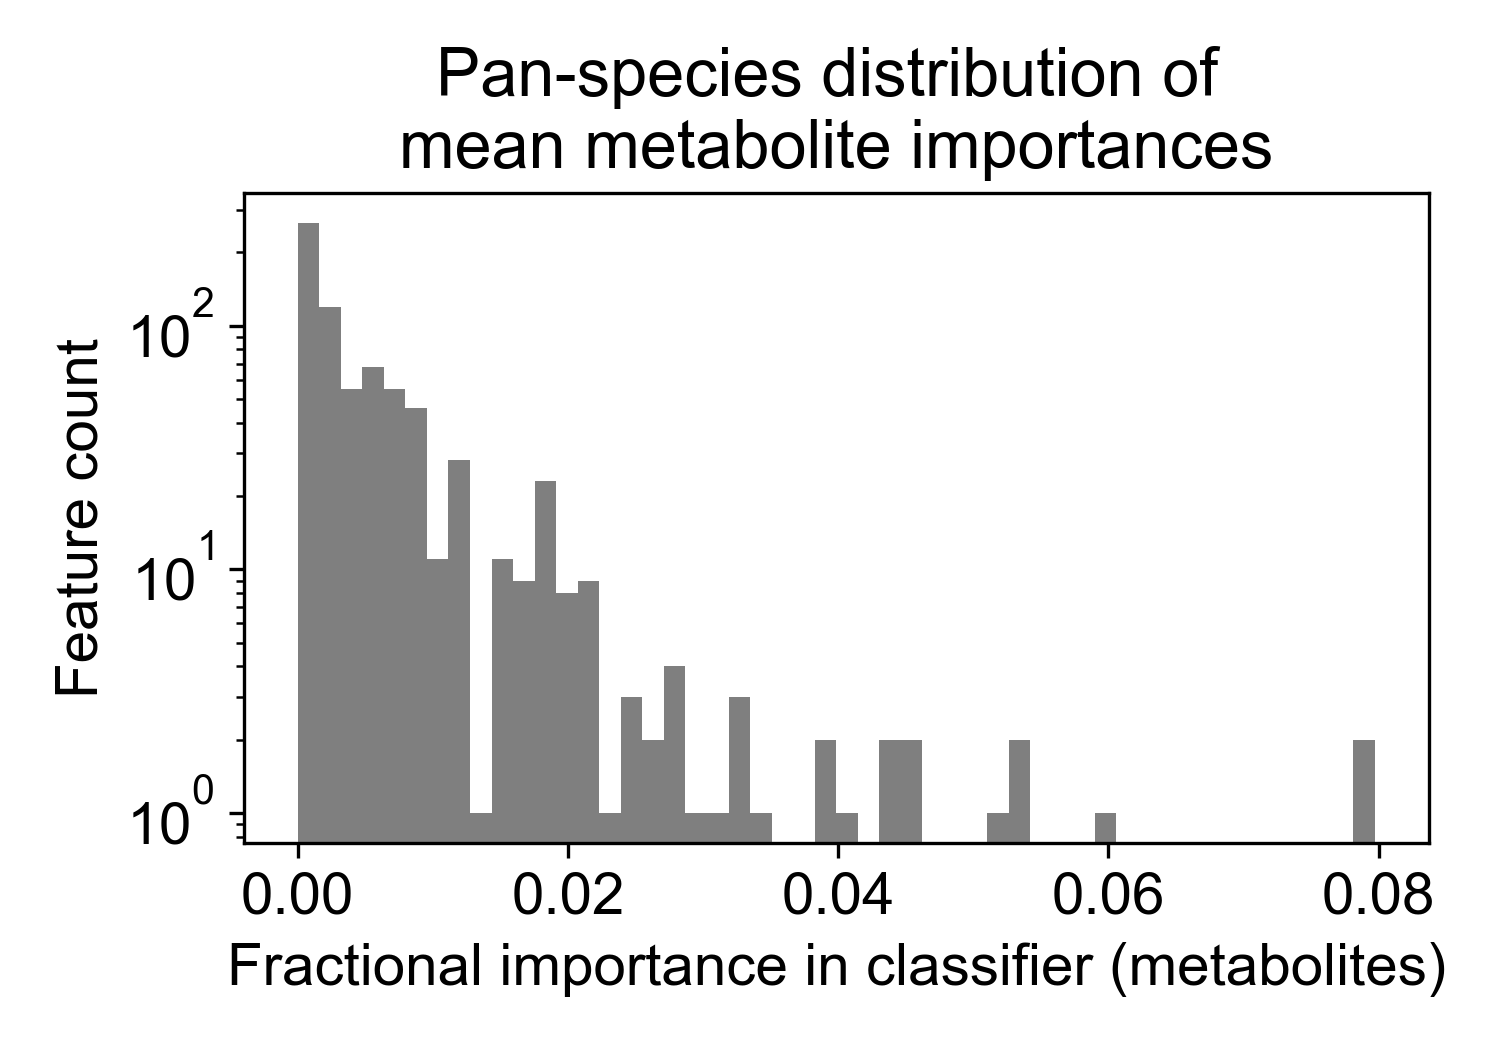 Pan-species distribution of
mean metabolite importances
Feature count
10^2
10^1
10^0
0.00 0.02 0.04 0.06 0.08
Fractional importance in classifier (metabolites)